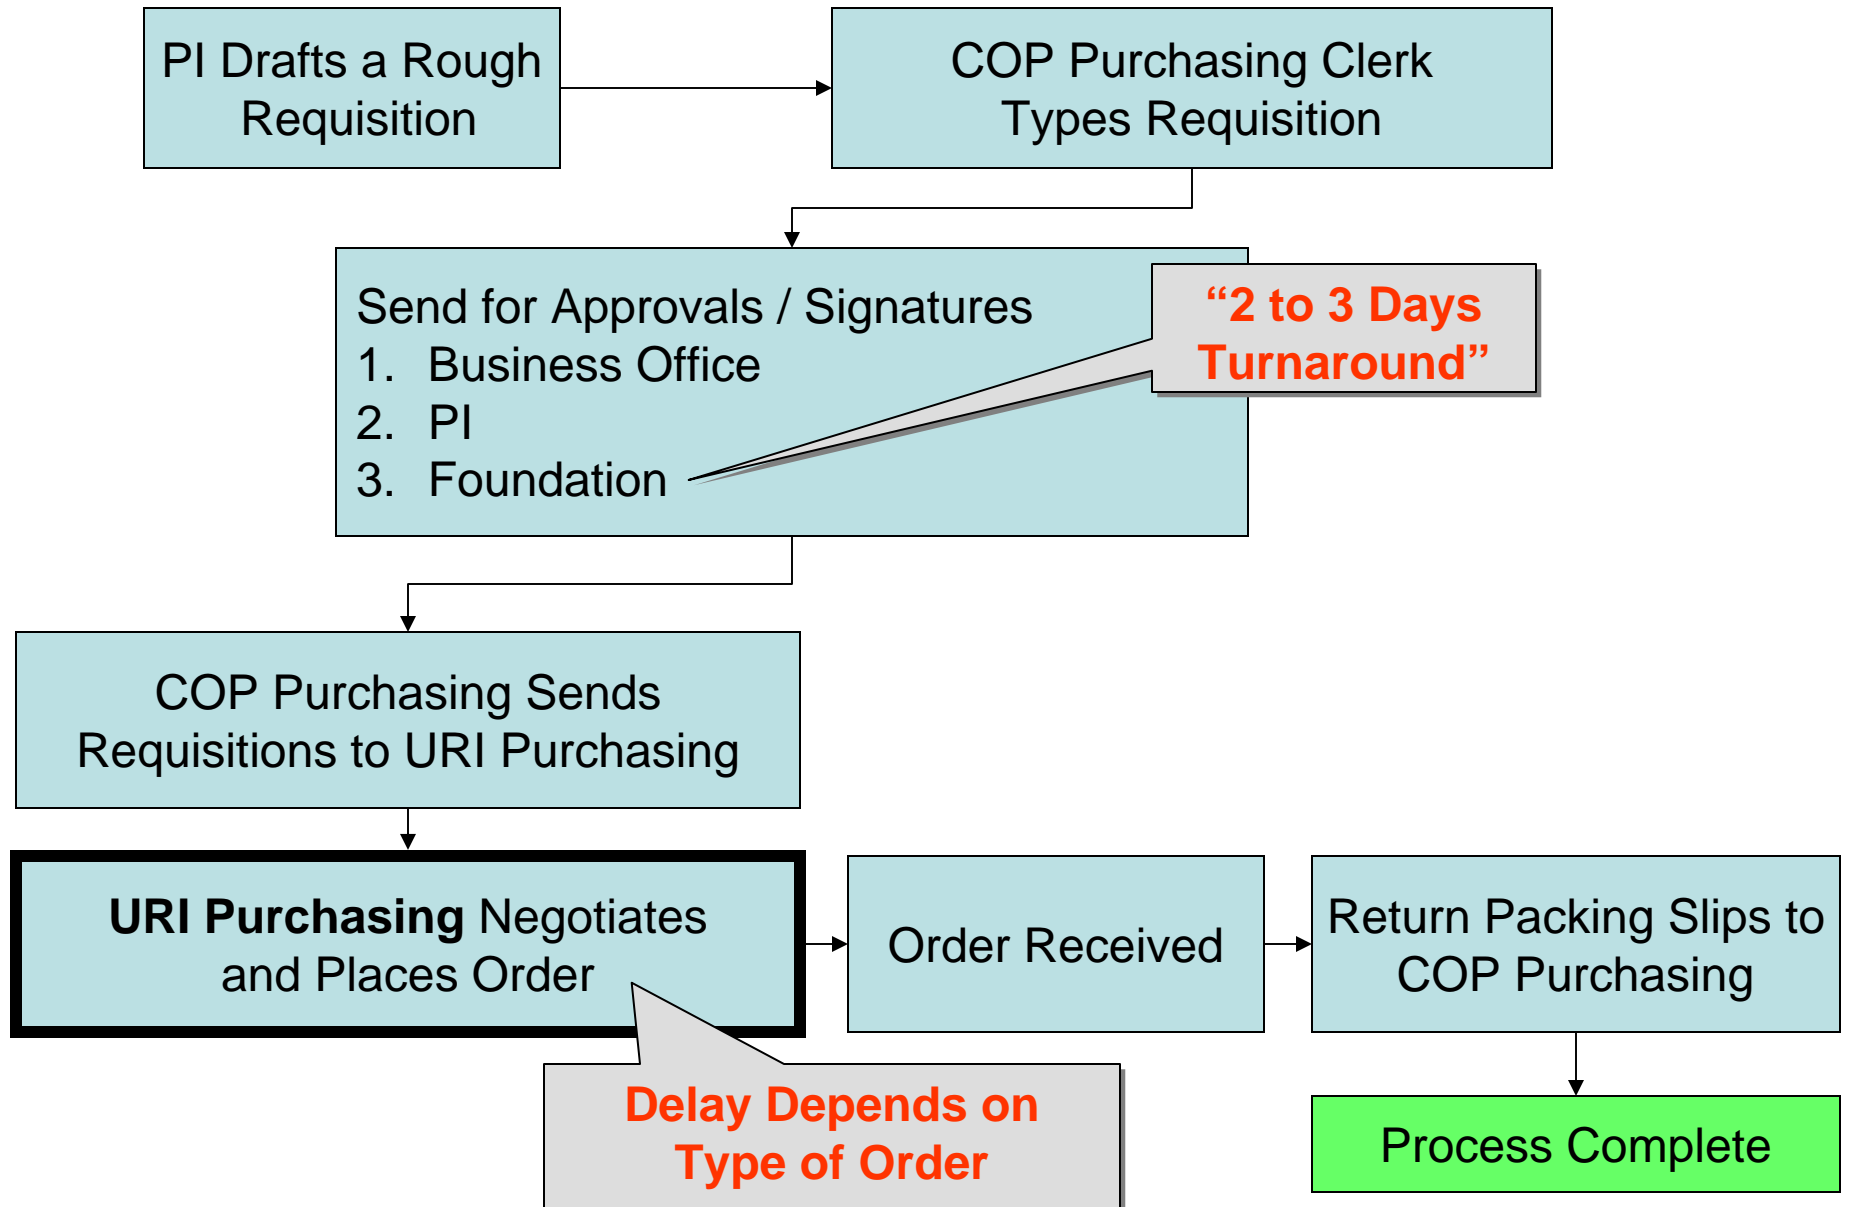 PI Drafts a Rough
Requisition
COP Purchasing Clerk
Types Requisition
Send for Approvals / Signatures
1. Business Office
2. PI
3. Foundation
“2 to 3 Days
Turnaround”
COP Purchasing Sends
Requisitions to URI Purchasing
URI Purchasing Negotiates
and Places Order
Order Received
Return Packing Slips to
COP Purchasing
Delay Depends on
Type of Order
Process Complete